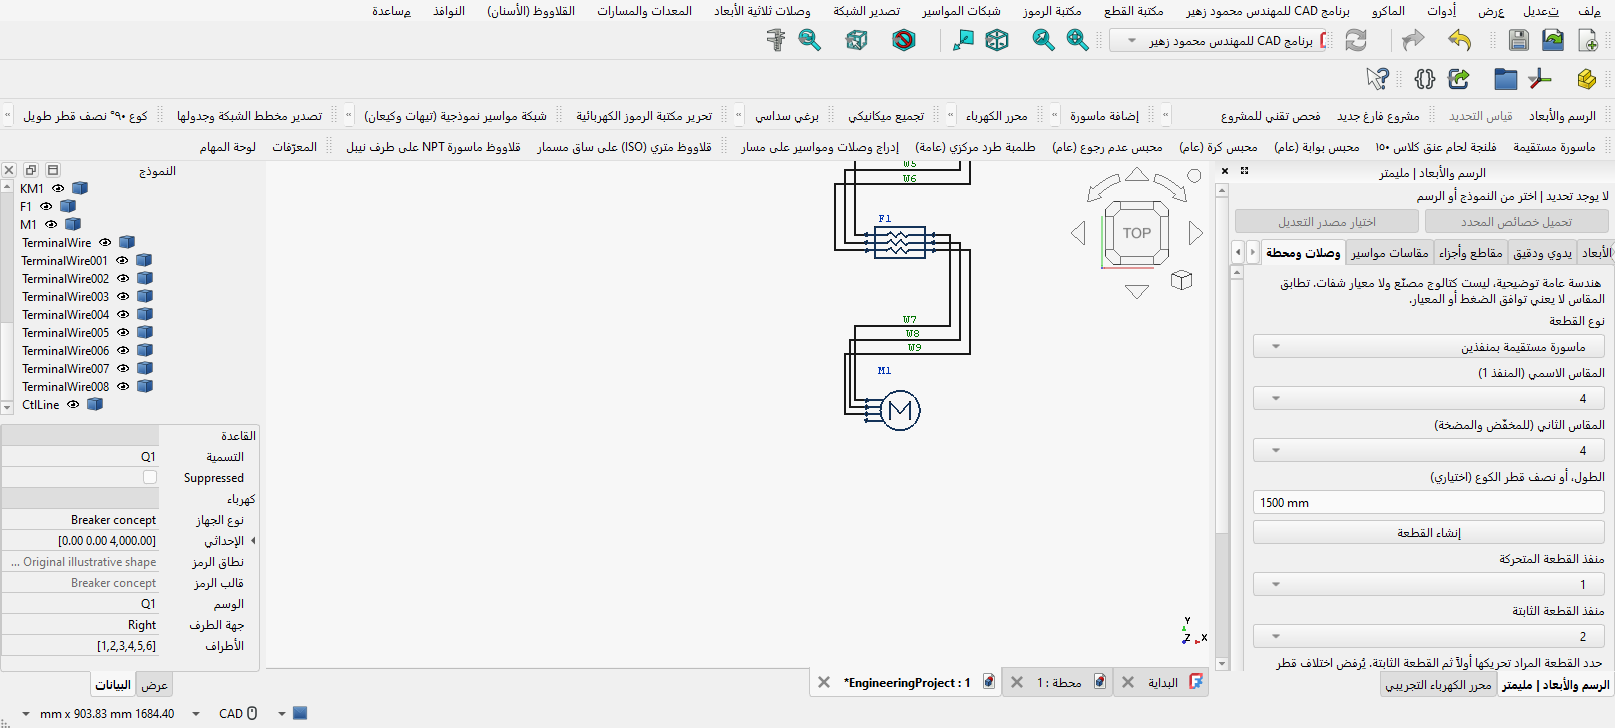 ملف تعديل عرض أدوات الماكرو برنامج CAD للمهندس محمود زهير مكتبة القطع مكتبة الرموز شبكات المواسير تصدير الشبكة وصلات ثلاثية الأبعاد المعدات والمسارات القلاووظ (الأسنان) النوافذ مساعدة
برنامج CAD للمهندس محمود زهير
الرسم والأبعاد قياس التحديد مشروع فارغ جديد فحص تقني للمشروع » إضافة ماسورة » محرر الكهرباء » تجميع ميكانيكي » برغي سداسي » تحرير مكتبة الرموز الكهربائية شبكة مواسير نموذجية (تيهات وكيعان) » تصدير مخطط الشبكة وجدولها كوع ٩٠° نصف قطر طويل »
ماسورة مستقيمة فلنجة لحام عنق كلاس ١٥٠ محبس بوابة (عام) محبس كرة (عام) محبس عدم رجوع (عام) طلمبة طرد مركزي (عامة) إدراج وصلات ومواسير على مسار قلاووظ متري (ISO) على ساق مسمار قلاووظ ماسورة NPT على طرف نيبل المعرّفات لوحة المهام
النموذج
KM1
F1
M1
TerminalWire
TerminalWire001
TerminalWire002
TerminalWire003
TerminalWire004
TerminalWire005
TerminalWire006
TerminalWire007
TerminalWire008
CtlLine
القاعدة
التسمية Q1
Suppressed
كهرباء
نوع الجهاز Breaker concept
الإحداثي [0.00 0.00 4,000.00]
نطاق الرمز Original illustrative shape ...
قالب الرمز Breaker concept
الوسم Q1
جهة الطرف Right
الأطراف [1,2,3,4,5,6]
عرض البيانات
W5
W6
F1
W7
W8
W9
M1
M
TOP
Y
Z X
البداية
محطة : 1
EngineeringProject : 1*
الرسم والأبعاد | مليمتر
لا يوجد تحديد | اختر من النموذج أو الرسم
تحميل خصائص المحدد اختيار مصدر التعديل
الأبعاد يدوي ودقيق مقاطع وأجزاء مقاسات مواسير وصلات ومحطة
هندسة عامة توضيحية، ليست كتالوج مصنّع ولا معيار شفات. تطابق
المقاس لا يعني توافق الضغط أو المعيار.
نوع القطعة
ماسورة مستقيمة بمنفذين
المقاس الاسمي (المنفذ 1)
4
المقاس الثاني (للمخفّض والمضخة)
4
الطول، أو نصف قطر الكوع (اختياري)
1500 mm
إنشاء القطعة
منفذ القطعة المتحركة
1
منفذ القطعة الثابتة
2
حدد القطعة المراد تحريكها أولاً ثم القطعة الثابتة. يُرفض اختلاف قطر
الرسم والأبعاد | مليمتر محرر الكهرباء التجريبي
mm x 903.83 mm 1684.40 CAD